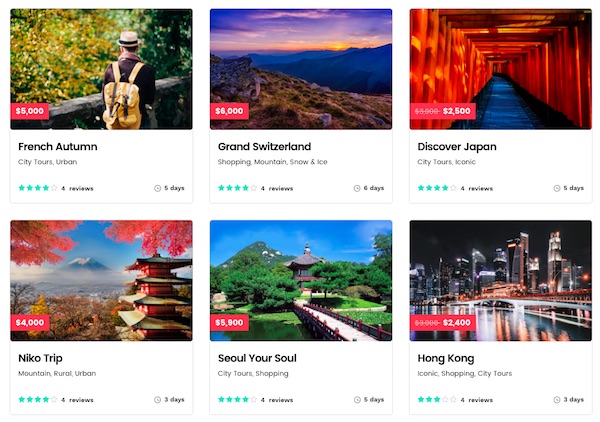 $5,000
French Autumn
City Tours, Urban
4 reviews
5 days
$6,000
Grand Switzerland
Shopping, Mountain, Snow & Ice
4 reviews
6 days
$3,000 $2,500
Discover Japan
City Tours, Iconic
4 reviews
5 days
$4,000
Niko Trip
Mountain, Rural, Urban
4 reviews
3 days
$5,900
Seoul Your Soul
City Tours, Shopping
4 reviews
5 days
$3,000 $2,400
Hong Kong
Iconic, Shopping, City Tours
4 reviews
3 days